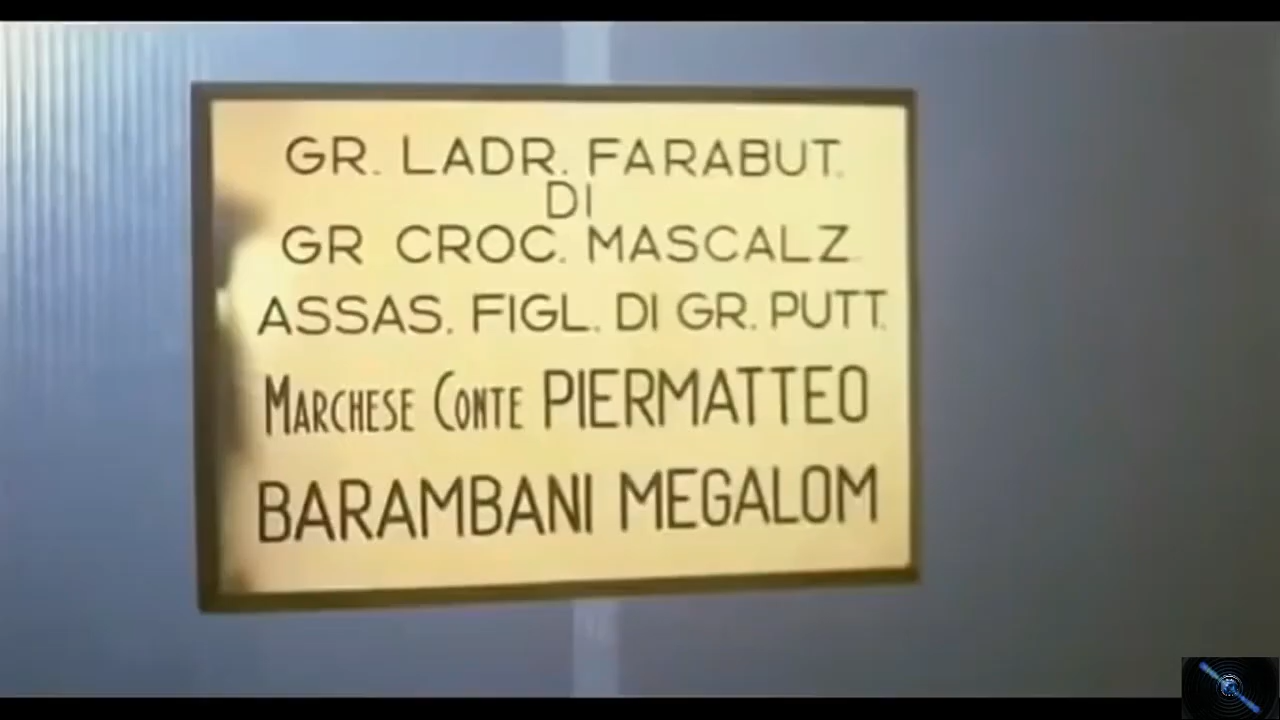 GR. LADR. FARABUT.
DI
GR CROC. MASCALZ.
ASSAS. FIGL. DI GR. PUTT.
MARCHESE CONTE PIERMATTEO
BARAMBANI MEGALOM